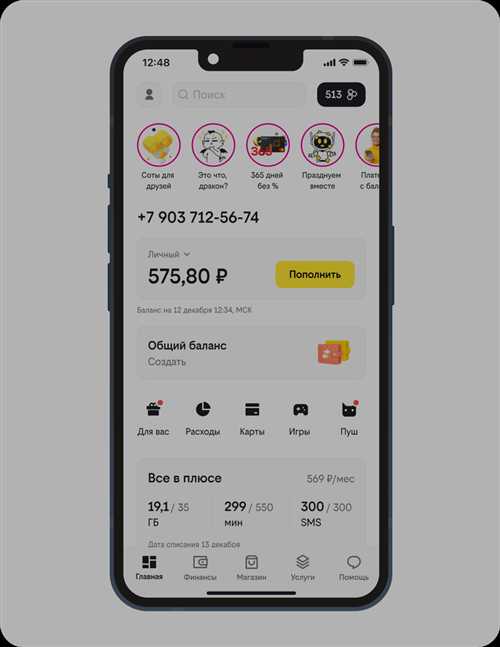 12:48
Поиск
513
Соты для друзей
Это что, дракон?
365
365 дней без %
Празднуем вместе
Плат
с бал
+7 903 712-56-74
Личный
575,80 ₽
Пополнить
Баланс на 12 декабря 12:34, МСК
Общий баланс
Создать
Для вас
Расходы
Карты
Игры
Пуш
Все в плюсе
569 ₽/мес
19,1 / 35
ГБ
299 / 550
мин
300 / 300
SMS
Дата списания 13 декабря
Главная
Финансы
Магазин
Услуги
Помощь